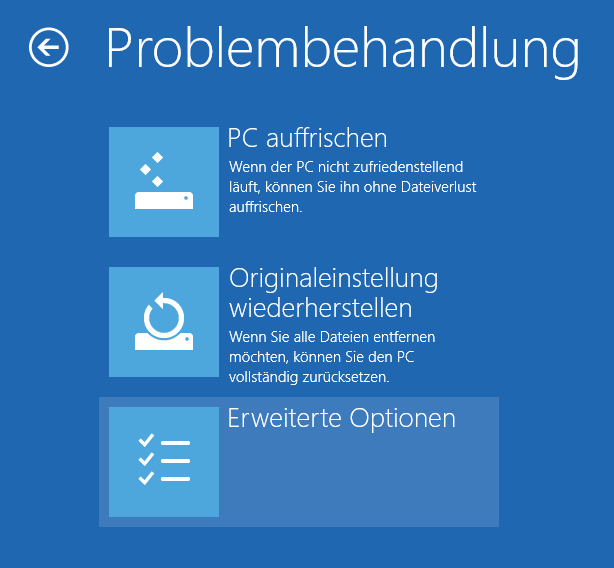 Problembehandlung
PC auffrischen
Wenn der PC nicht zufriedenstellend
läuft, können Sie ihn ohne Dateiverlust
auffrischen.
Originaleinstellung
wiederherstellen
Wenn Sie alle Dateien entfernen
möchten, können Sie den PC
vollständig zurücksetzen.
Erweiterte Optionen